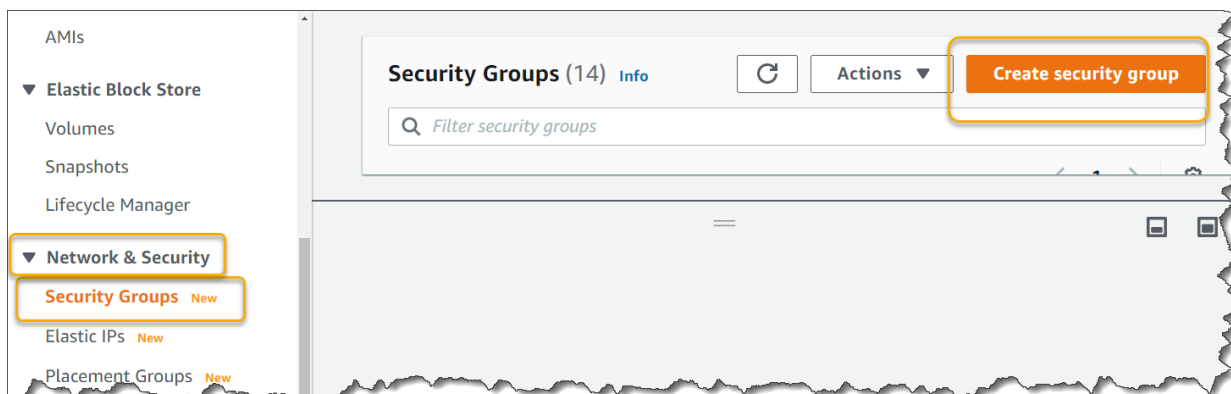 AMIs
Elastic Block Store
Volumes
Snapshots
Lifecycle Manager
Network & Security
Security Groups New
Elastic IPs New
Placement Groups New
Security Groups (14) Info
Actions
Create security group
Filter security groups
1